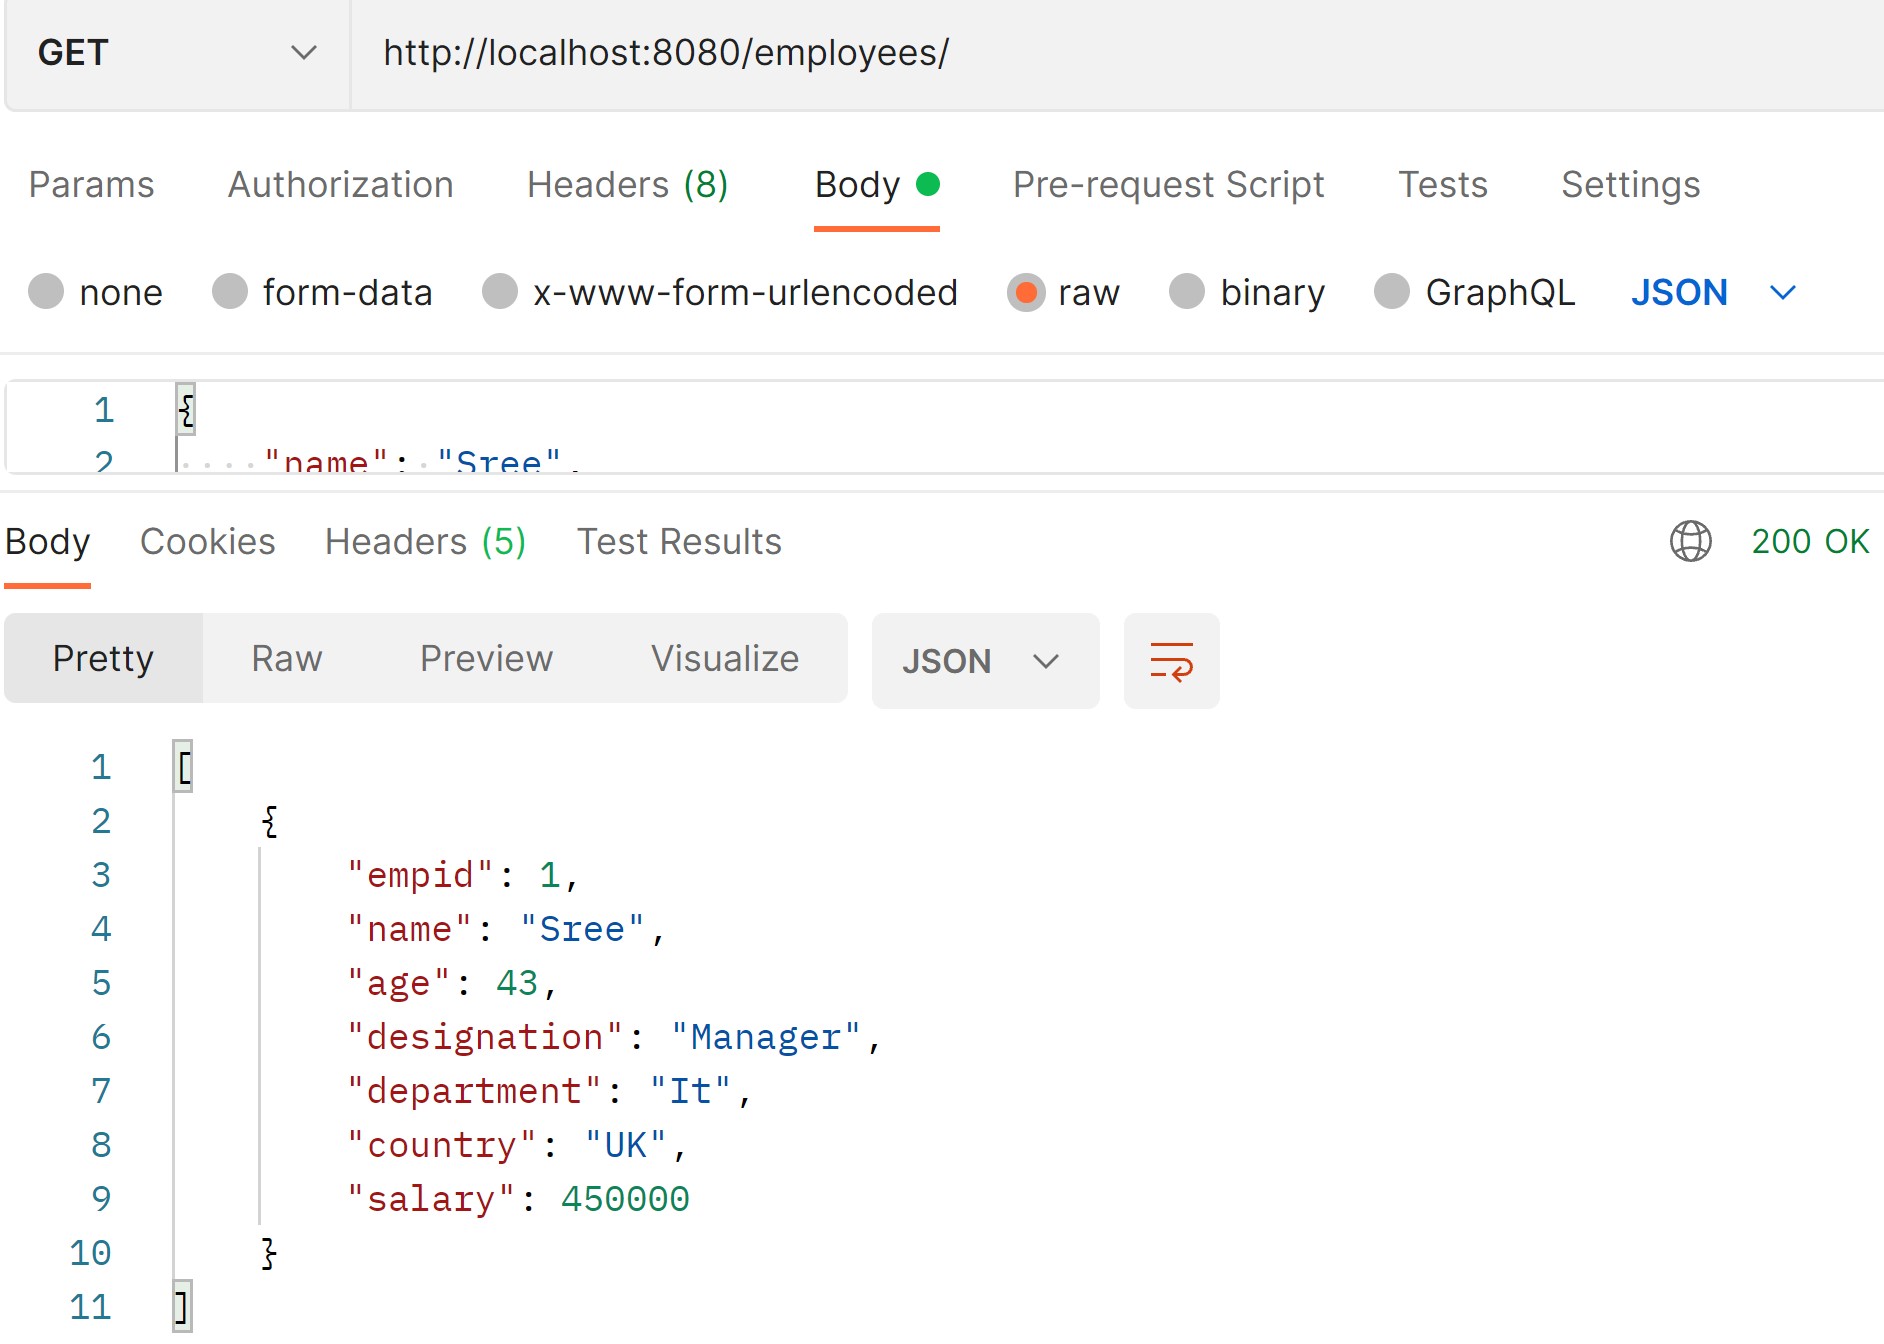 GET http://localhost:8080/employees/
Params Authorization Headers (8) Body Pre-request Script Tests Settings
none form-data x-www-form-urlencoded raw binary GraphQL JSON
1 {
2 "name": "Sree",
Body Cookies Headers (5) Test Results 200 OK
Pretty Raw Preview Visualize JSON
1 [
2 {
3 "empid": 1,
4 "name": "Sree",
5 "age": 43,
6 "designation": "Manager",
7 "department": "It",
8 "country": "UK",
9 "salary": 450000
10 }
11 ]